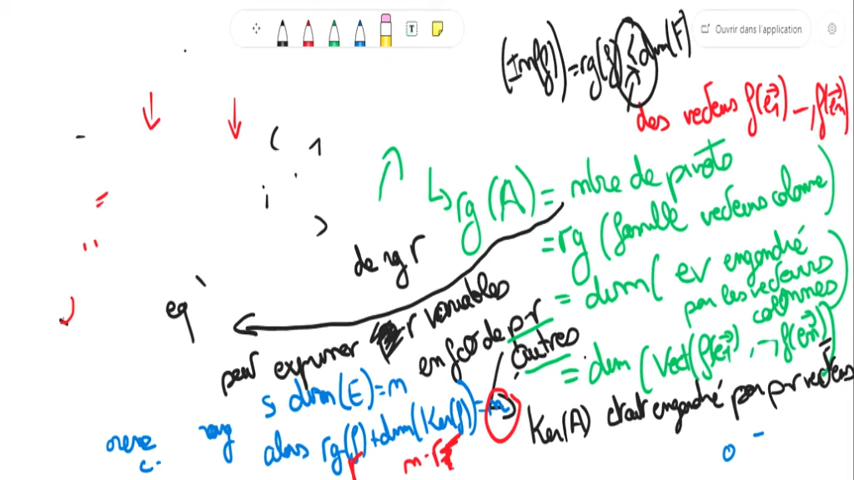 Ouvrir dans l'application
(Im(f)) = rg(f) ≤ dim(F)
des vecteurs f(e1) -, f(en)
↳ rg(A) = nbre de pivots
= rg (famille vecteurs colonne)
de rg r
= dim( ev engendré
par les vecteurs
colonnes)
eq
peut exprimer r variables
en fct° de p-r
autres
= dim (Vect(f(e1), -, f(en)))
si dim(E) = n
alors rg(f) + dim(Ker(f)) = n
r n-r
Ker(A) était engendré par p-r vecteurs